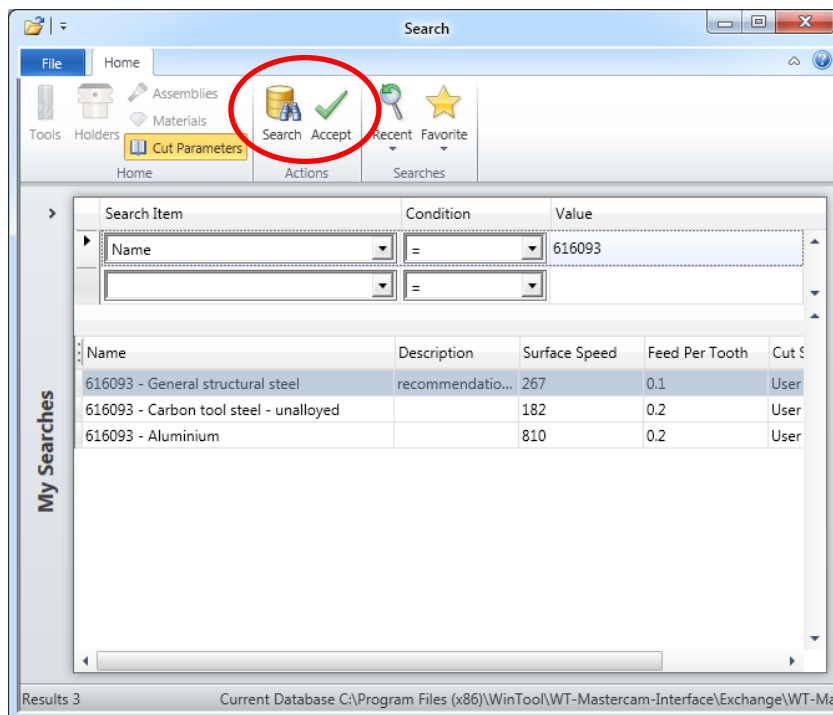 Search
File Home
Assemblies
Materials
Tools Holders Cut Parameters Search Accept Recent Favorite
Home Actions Searches
Search Item Condition Value
Name = 616093
=
Name Description Surface Speed Feed Per Tooth Cut S
616093 - General structural steel recommendatio... 267 0.1 User
616093 - Carbon tool steel - unalloyed 182 0.2 User
616093 - Aluminium 810 0.2 User
My Searches
Results 3 Current Database C:\Program Files (x86)\WinTool\WT-Mastercam-Interface\Exchange\WT-Ma